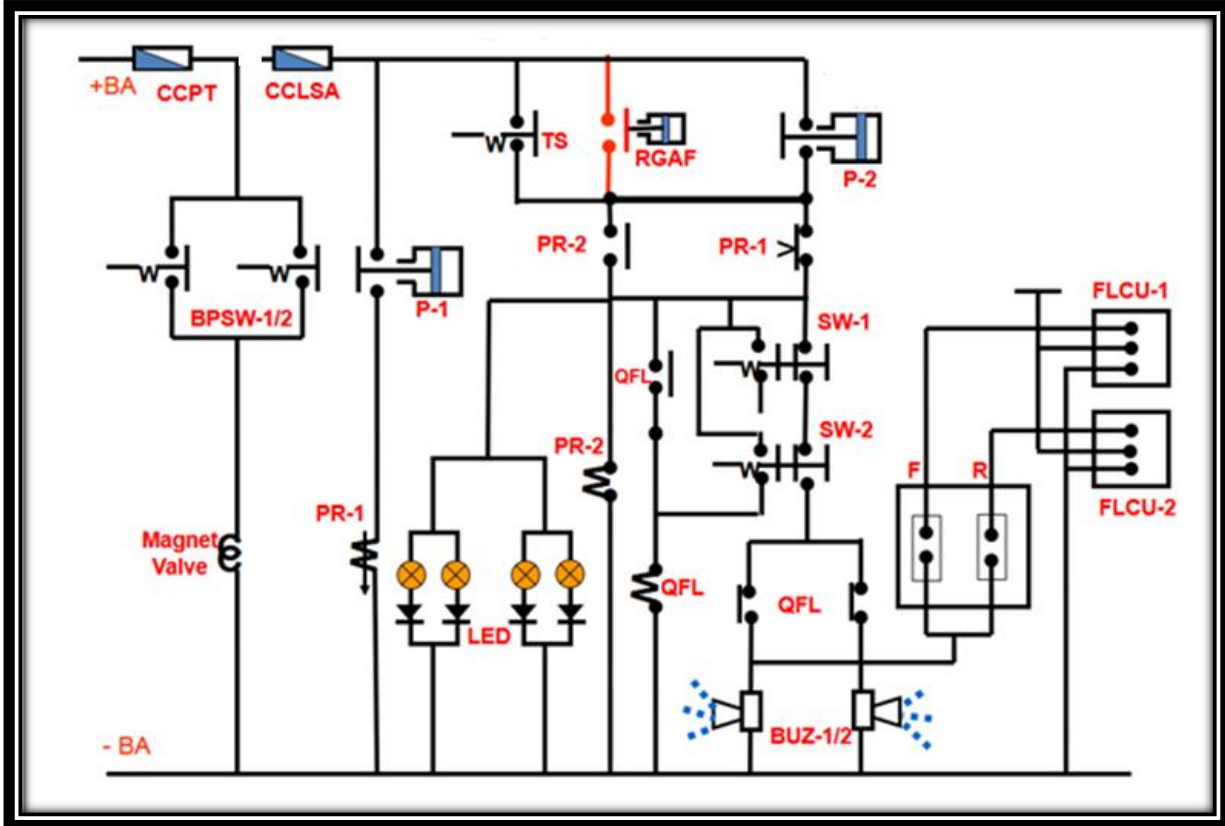 +BA
CCPT
CCLSA
TS
W
RGAF
P-2
PR-2
PR-1
W
W
BPSW-1/2
P-1
FLCU-1
SW-1
QFL
W
SW-2
PR-2
W
F
R
FLCU-2
PR-1
Magnet
Valve
QFL
QFL
LED
BUZ-1/2
- BA